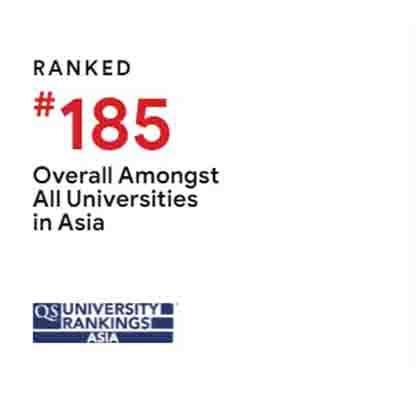 RANKED
#185
Overall Amongst
All Universities
in Asia
QS UNIVERSITY
RANKINGS
ASIA